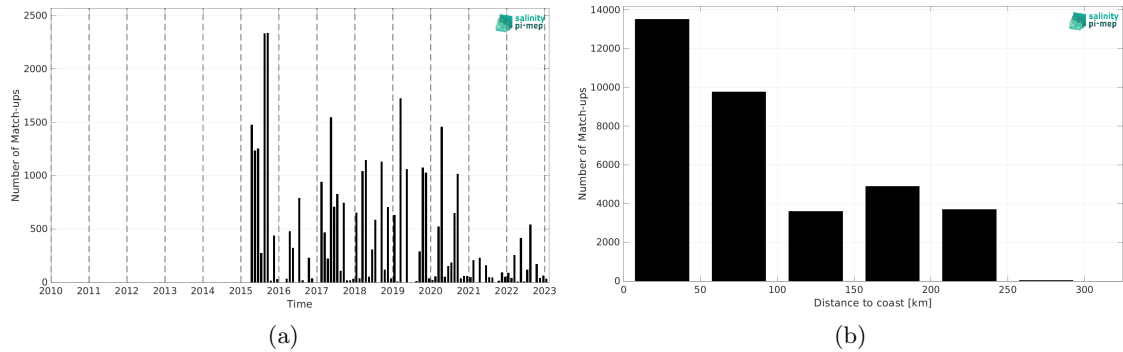 salinity
pi-mep
Number of Match-ups
2500
2000
1500
1000
500
0
2010 2011 2012 2013 2014 2015 2016 2017 2018 2019 2020 2021 2022 2023
Time
(a)
salinity
pi-mep
Number of Match-ups
14000
12000
10000
8000
6000
4000
2000
0
0 50 100 150 200 250 300
Distance to coast [km]
(b)